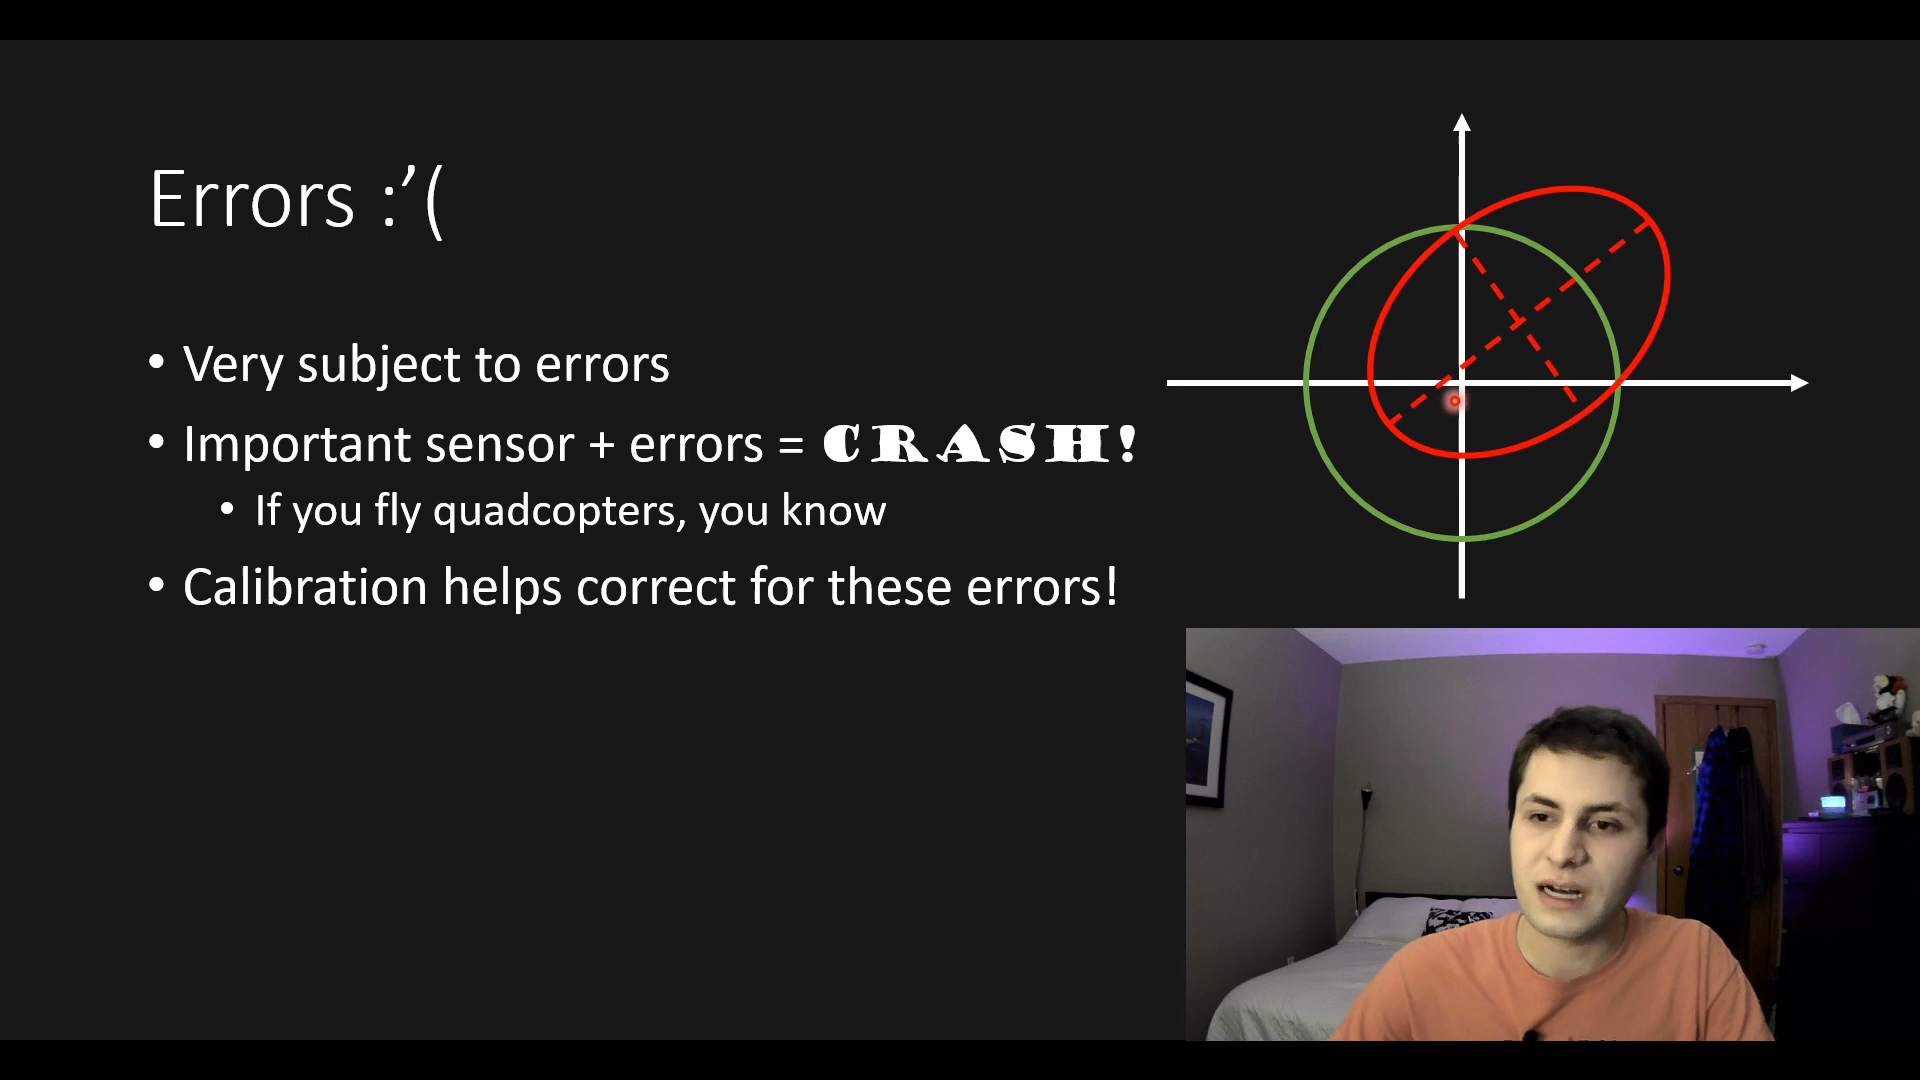 Errors :’(
• Very subject to errors
• Important sensor + errors = CRASH!
• If you fly quadcopters, you know
• Calibration helps correct for these errors!